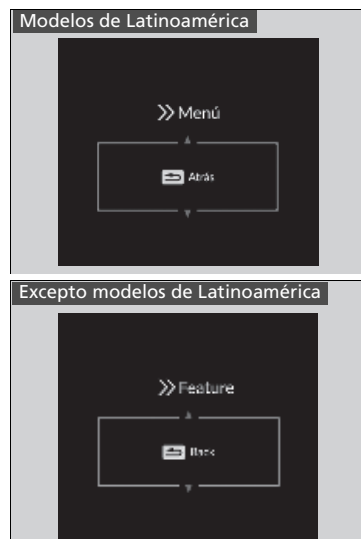 Modelos de Latinoamérica
Menú
Atrás
Excepto modelos de Latinoamérica
Feature
Back